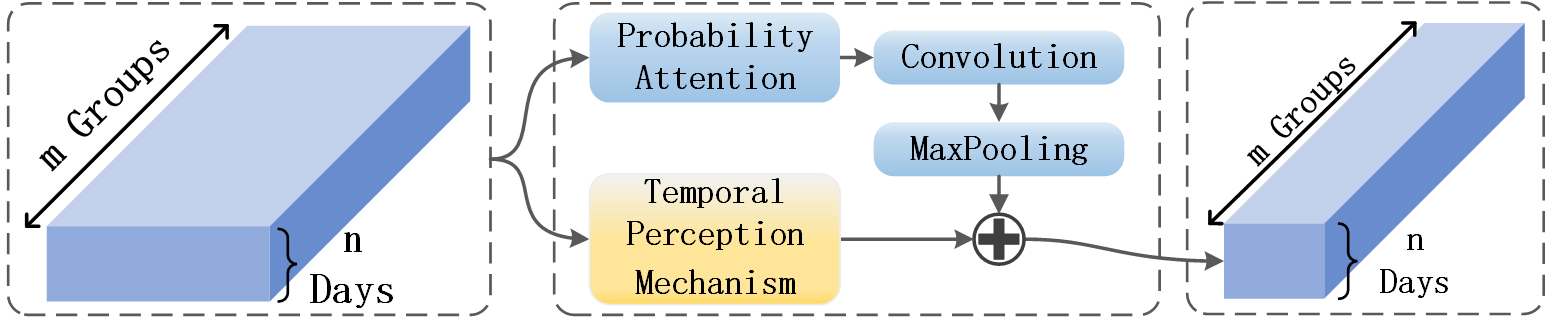 m Groups
n
Days
Probability
Attention
Convolution
MaxPooling
Temporal
Perception
Mechanism
m Groups
n
Days